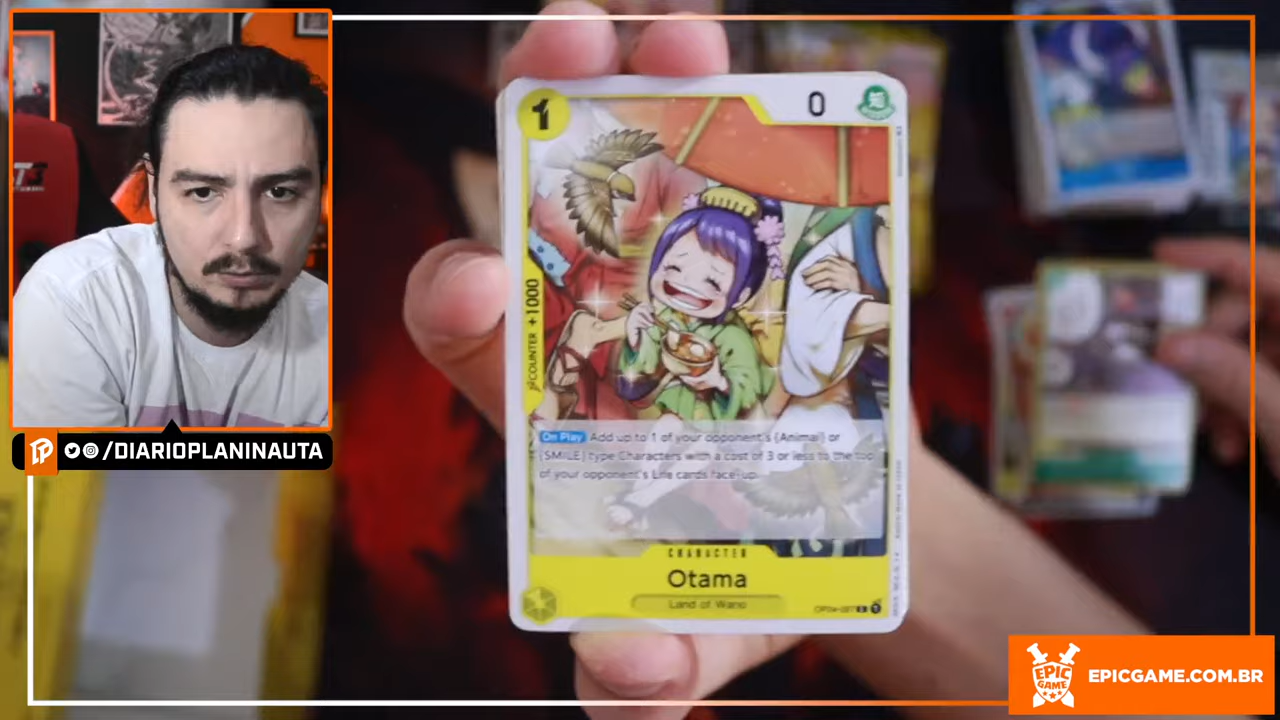 /DIARIOPLANINAUTA
1
0
COUNTER +1000
On Play Add up to 1 of your opponent's {Animal} or
{SMILE} type Characters with a cost of 3 or less to the top
of your opponent's Life cards face-up.
CHARACTER
Otama
Land of Wano
EPIC
GAME
EPICGAME.COM.BR